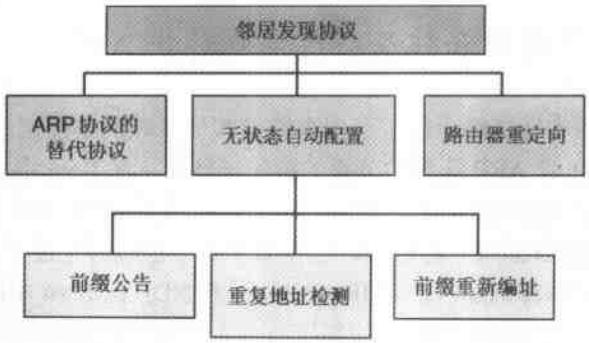 邻居发现协议
ARP协议的
替代协议
无状态自动配置
路由器重定向
前缀公告
重复地址检测
前缀重新编址